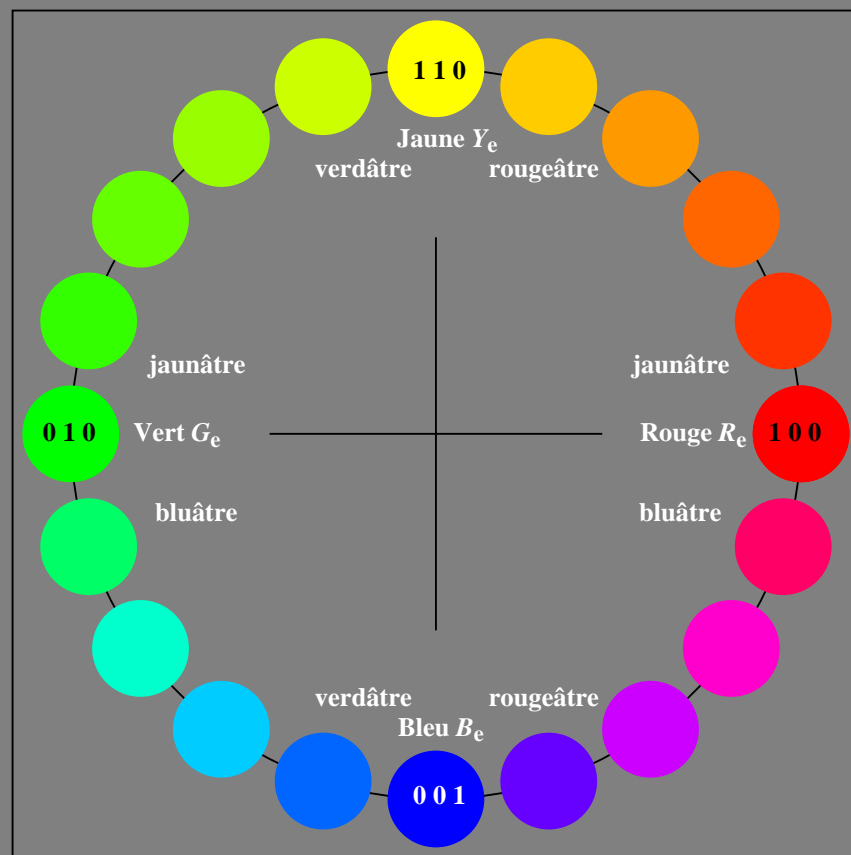 1 1 0
Jaune Ye
verdâtre rougeâtre
jaunâtre jaunâtre
0 1 0 Vert Ge Rouge Re 1 0 0
bluâtre bluâtre
verdâtre rougeâtre
Bleu Be
0 0 1